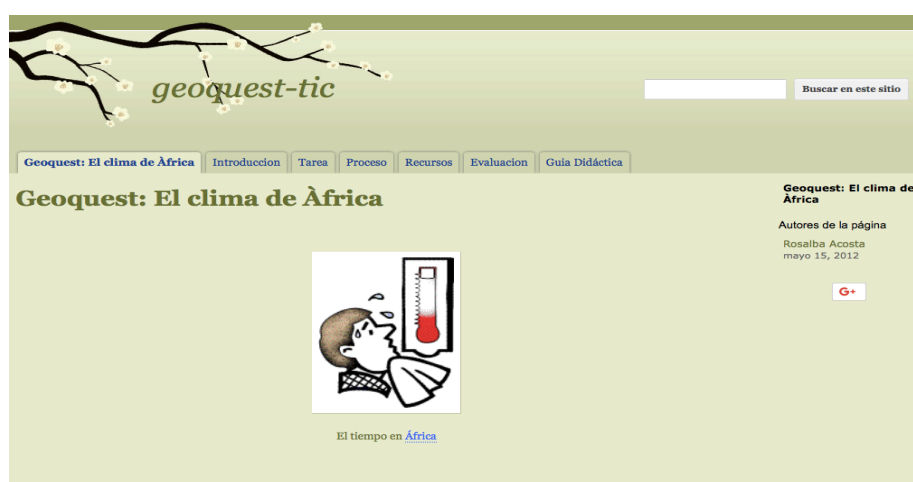 geoquest-tic
Buscar en este sitio
Geoquest: El clima de Àfrica Introduccion Tarea Proceso Recursos Evaluacion Guia Didáctica
Geoquest: El clima de Àfrica
Geoquest: El clima de
Àfrica
Autores de la página
Rosalba Acosta
mayo 15, 2012
G+
El tiempo en África